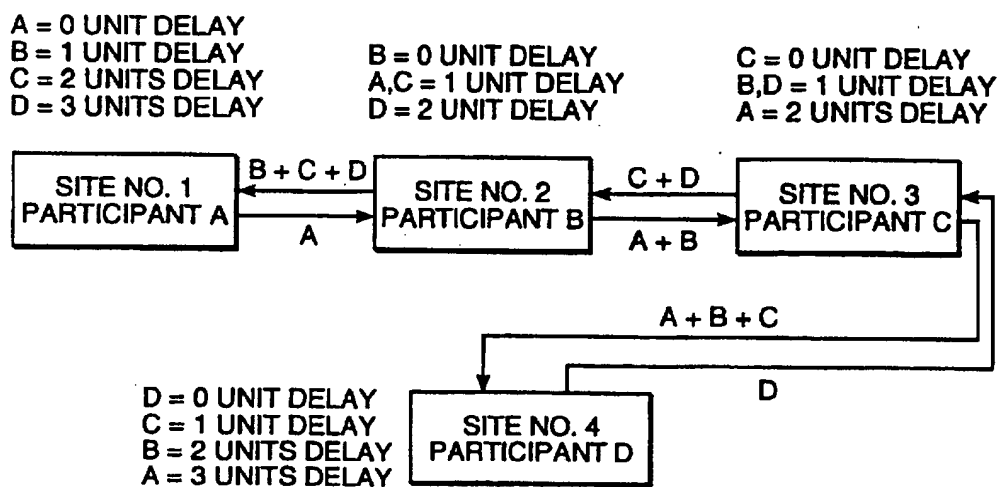 A = 0 UNIT DELAY
B = 1 UNIT DELAY
C = 2 UNITS DELAY
D = 3 UNITS DELAY
B = 0 UNIT DELAY
A,C = 1 UNIT DELAY
D = 2 UNIT DELAY
C = 0 UNIT DELAY
B,D = 1 UNIT DELAY
A = 2 UNITS DELAY
SITE NO. 1
PARTICIPANT A
B + C + D
A
SITE NO. 2
PARTICIPANT B
C + D
A + B
SITE NO. 3
PARTICIPANT C
A + B + C
D
D = 0 UNIT DELAY
C = 1 UNIT DELAY
B = 2 UNITS DELAY
A = 3 UNITS DELAY
SITE NO. 4
PARTICIPANT D